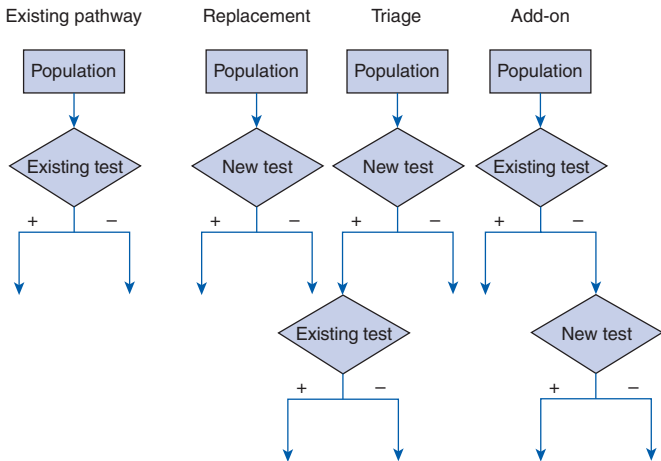 Existing pathway Replacement Triage Add-on
Population Population Population Population
Existing test New test New test Existing test
+ – + – + – + –
Existing test New test
+ – + –